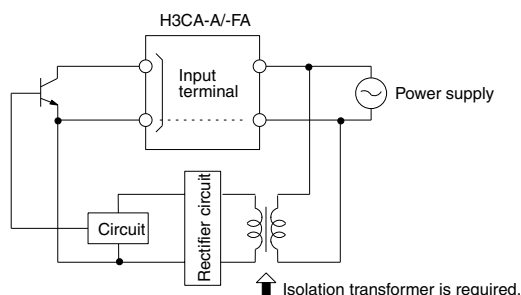 H3CA-A/-FA
Input
terminal
Power supply
Circuit
Rectifier circuit
Isolation transformer is required.